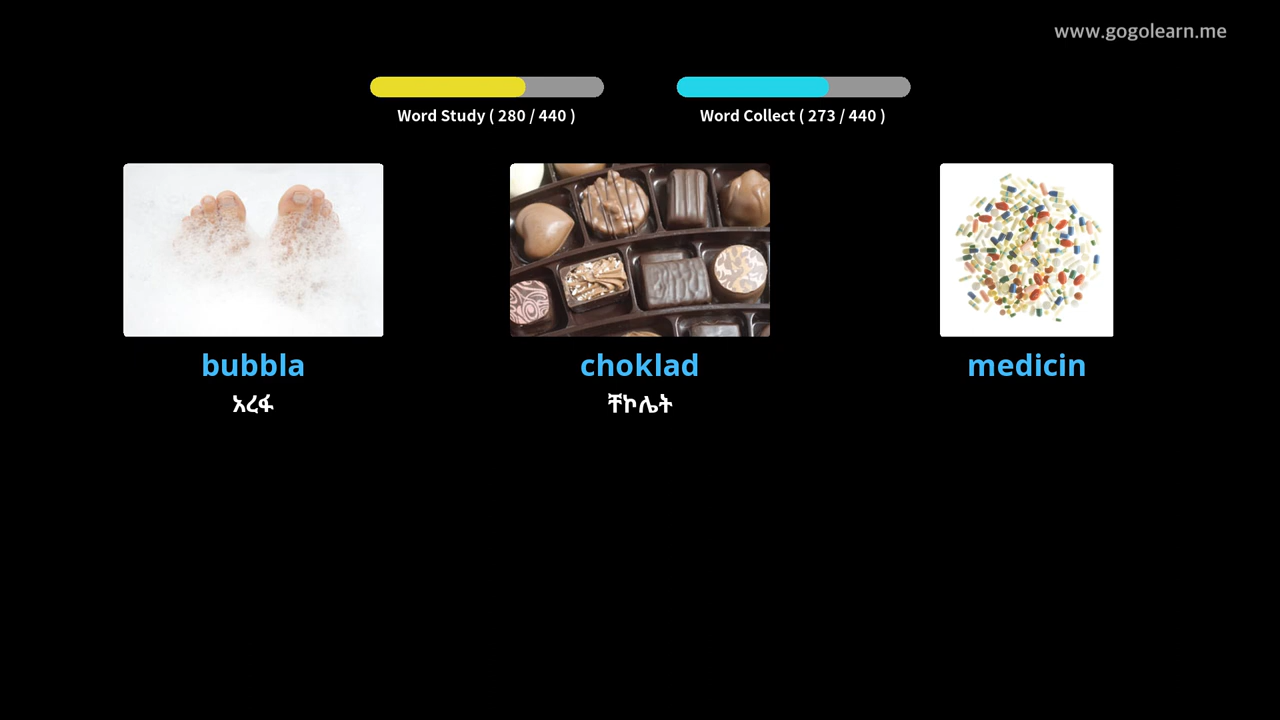 www.gogolearn.me
Word Study ( 280 / 440 )
Word Collect ( 273 / 440 )
bubbla
choklad
medicin
አረፋ
ቸኮሌት